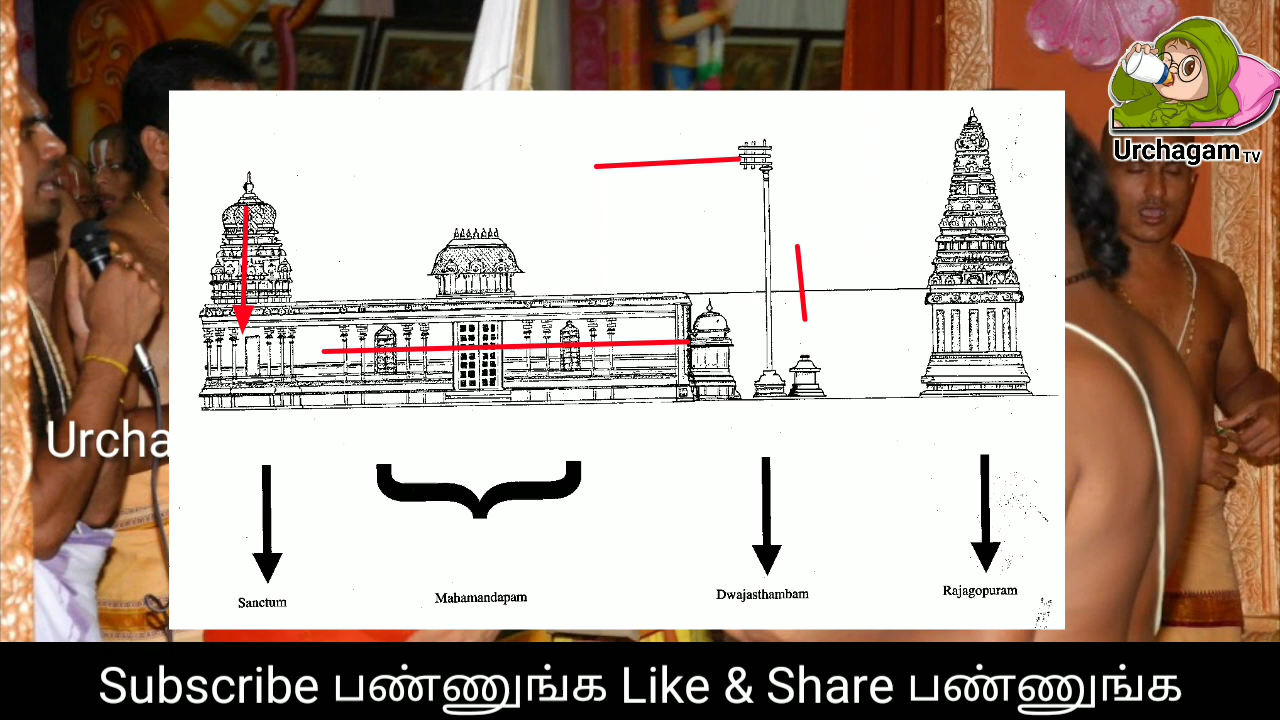 Urchagam TV
Urcha
Sanctum
Mahamandapam
Dwajasthambam
Rajagopuram
Subscribe பண்ணுங்க Like & Share பண்ணுங்க